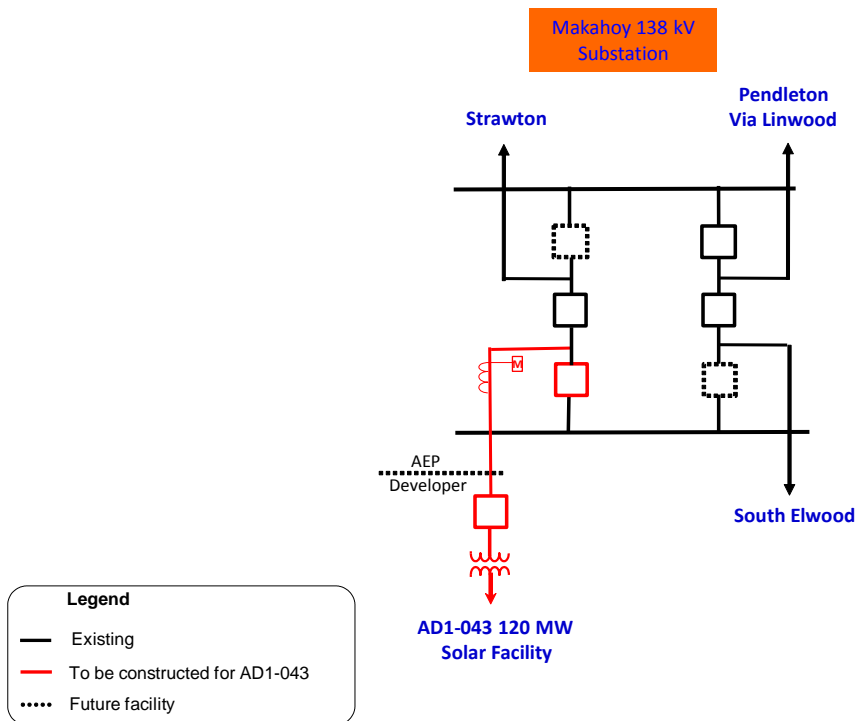 Makahoy 138 kV
Substation
Strawton
Pendleton
Via Linwood
M
AEP
Developer
South Elwood
AD1-043 120 MW
Solar Facility
Legend
Existing
To be constructed for AD1-043
Future facility